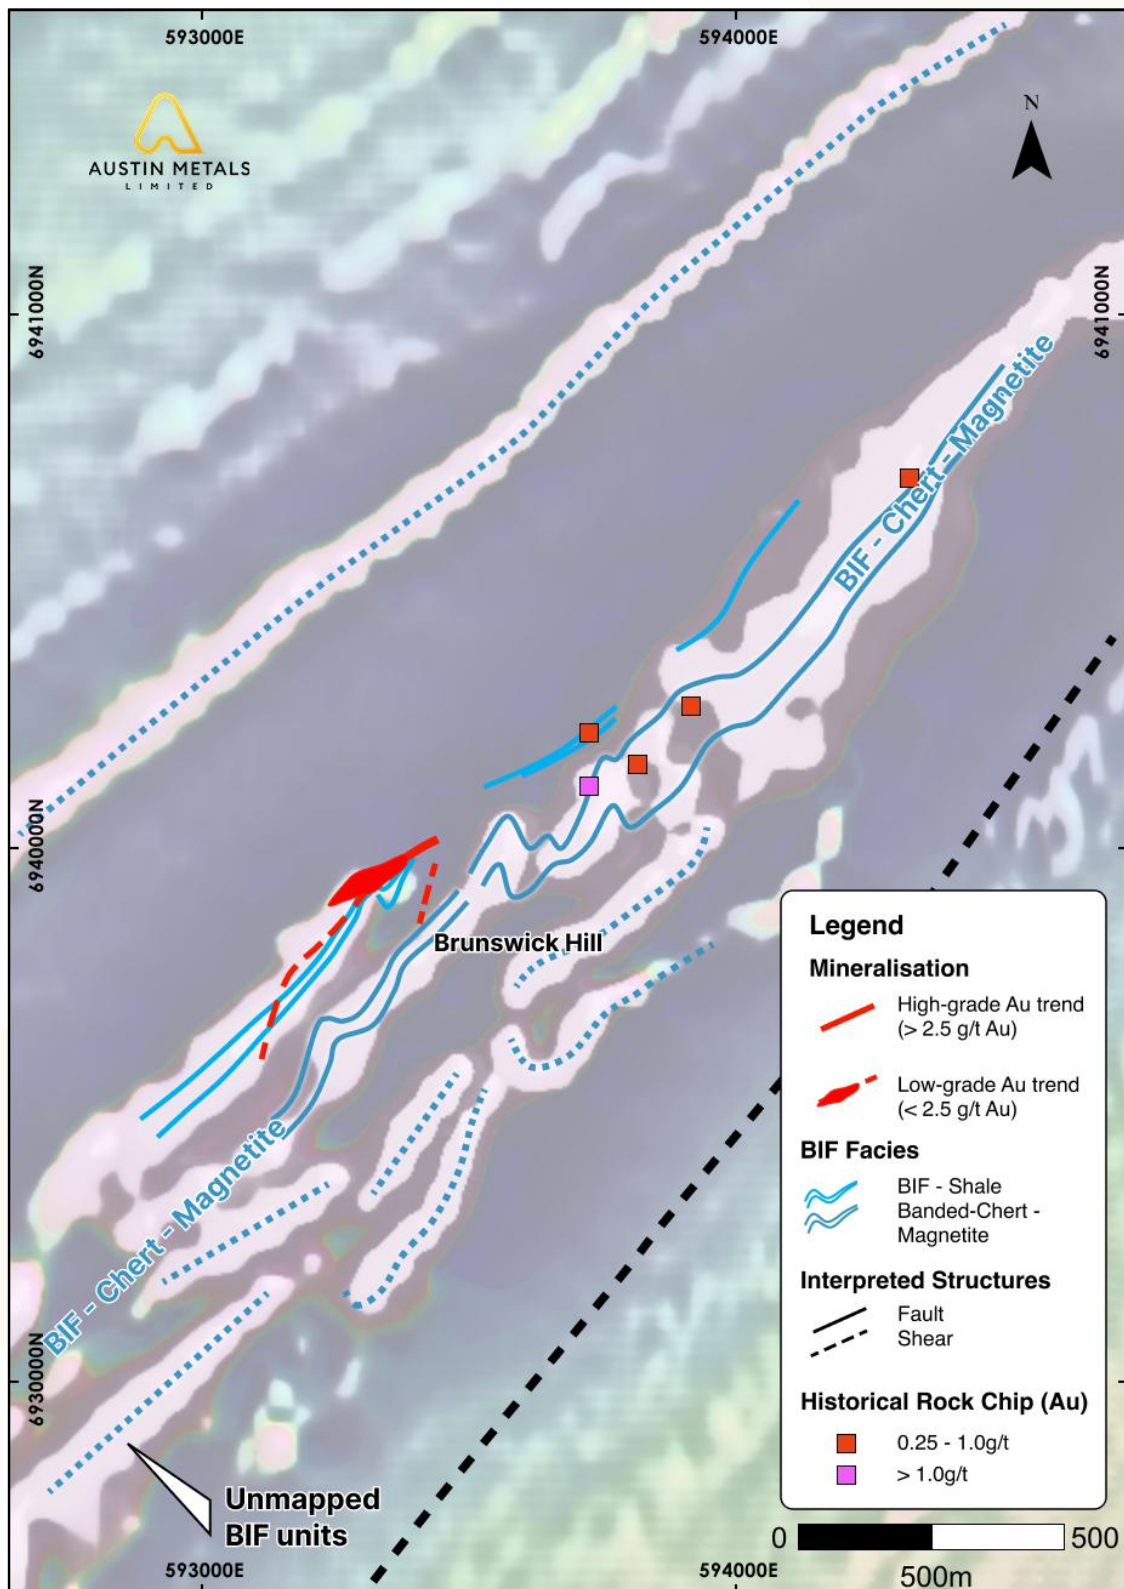 593000E
594000E
AUSTIN METALS
LIMITED
N
6941000N
6941000N
BIF - Chert - Magnetite
6940000N
Brunswick Hill
BIF - Chert - Magnetite
6930000N
Unmapped
BIF units
Legend
Mineralisation
High-grade Au trend
(> 2.5 g/t Au)
Low-grade Au trend
(< 2.5 g/t Au)
BIF Facies
BIF - Shale
Banded-Chert -
Magnetite
Interpreted Structures
Fault
Shear
Historical Rock Chip (Au)
0.25 - 1.0g/t
> 1.0g/t
0
500
500m
593000E
594000E